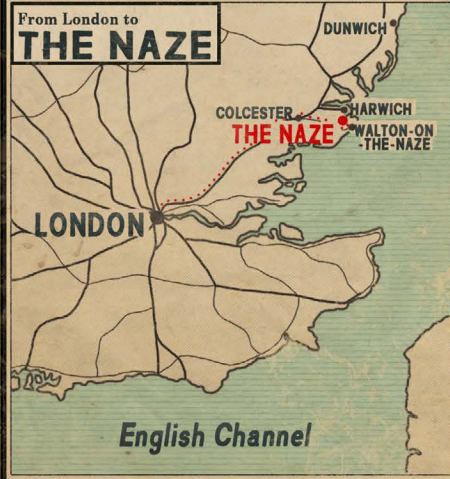 From London to
THE NAZE
DUNWICH
COLCESTER
HARWICH
THE NAZE
WALTON-ON
-THE-NAZE
LONDON
English Channel